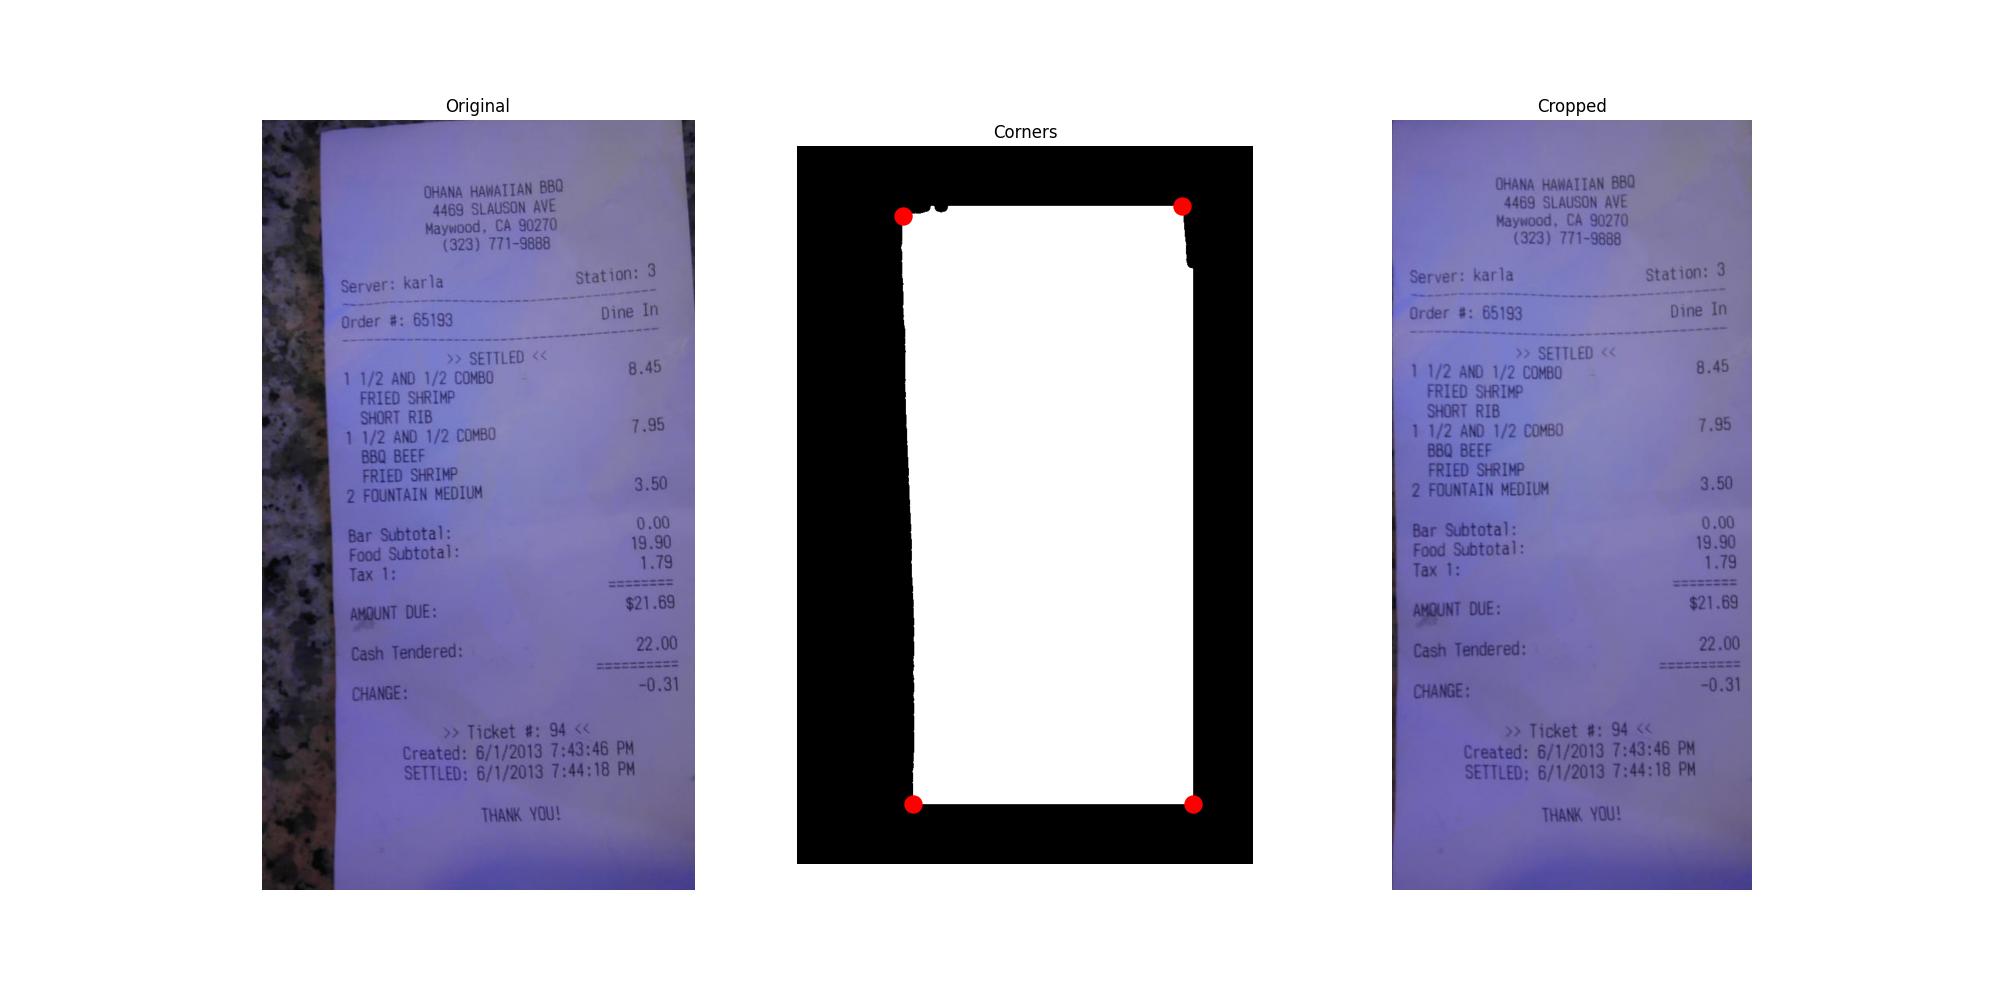 Original
OHANA HAWAIIAN BBQ
4469 SLAUSON AVE
Maywood, CA 90270
(323) 771-9888
Server: karla Station: 3
Order #: 65193 Dine In
>> SETTLED <<
1 1/2 AND 1/2 COMBO 8.45
FRIED SHRIMP
SHORT RIB
1 1/2 AND 1/2 COMBO 7.95
BBQ BEEF
FRIED SHRIMP
2 FOUNTAIN MEDIUM 3.50
Bar Subtotal: 0.00
Food Subtotal: 19.90
Tax 1: 1.79
========
AMOUNT DUE: $21.69
Cash Tendered: 22.00
==========
CHANGE: -0.31
>> Ticket #: 94 <<
Created: 6/1/2013 7:43:46 PM
SETTLED: 6/1/2013 7:44:18 PM
THANK YOU!
Corners
Cropped
OHANA HAWAIIAN BBQ
4469 SLAUSON AVE
Maywood, CA 90270
(323) 771-9888
Server: karla Station: 3
Order #: 65193 Dine In
>> SETTLED <<
1 1/2 AND 1/2 COMBO 8.45
FRIED SHRIMP
SHORT RIB
1 1/2 AND 1/2 COMBO 7.95
BBQ BEEF
FRIED SHRIMP
2 FOUNTAIN MEDIUM 3.50
Bar Subtotal: 0.00
Food Subtotal: 19.90
Tax 1: 1.79
========
AMOUNT DUE: $21.69
Cash Tendered: 22.00
==========
CHANGE: -0.31
>> Ticket #: 94 <<
Created: 6/1/2013 7:43:46 PM
SETTLED: 6/1/2013 7:44:18 PM
THANK YOU!